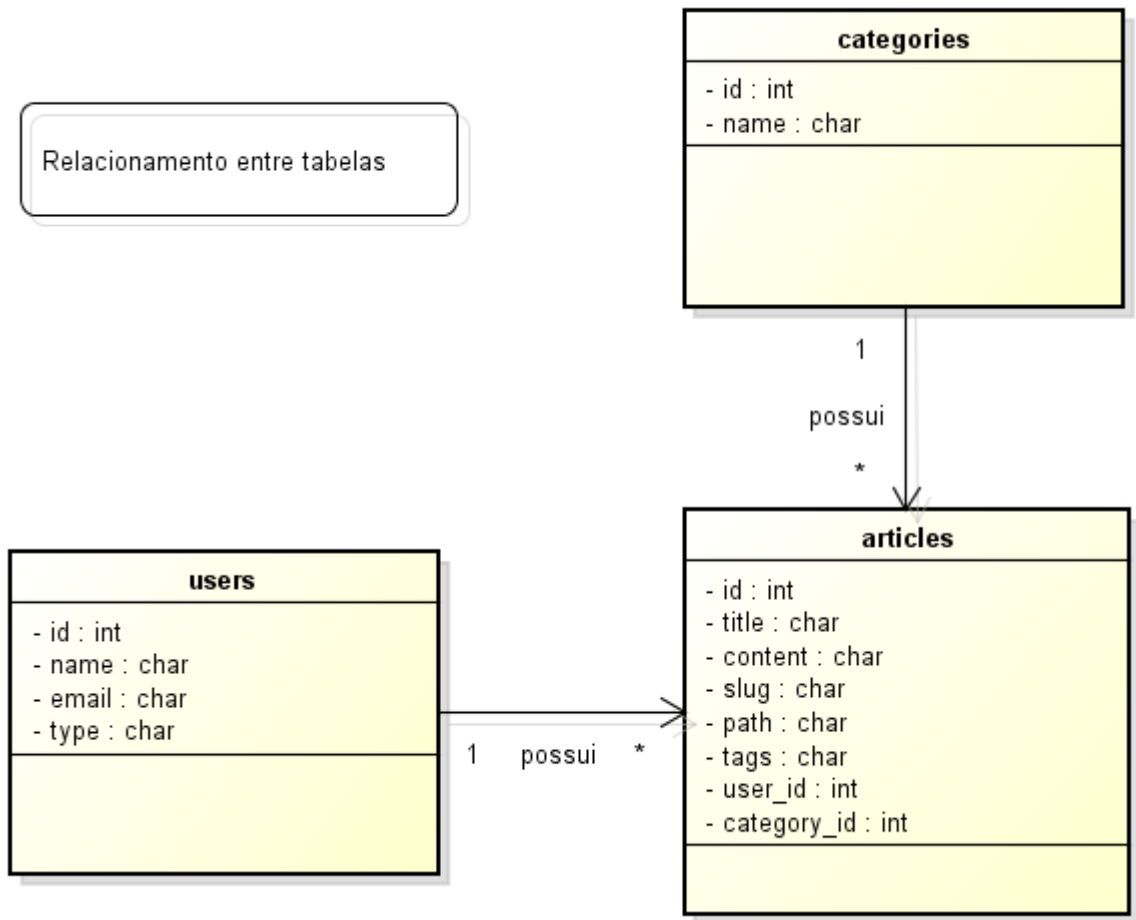 categories
- id : int
- name : char
Relacionamento entre tabelas
1
possui
*
articles
- id : int
- title : char
- content : char
- slug : char
- path : char
- tags : char
- user_id : int
- category_id : int
users
- id : int
- name : char
- email : char
- type : char
1 possui *